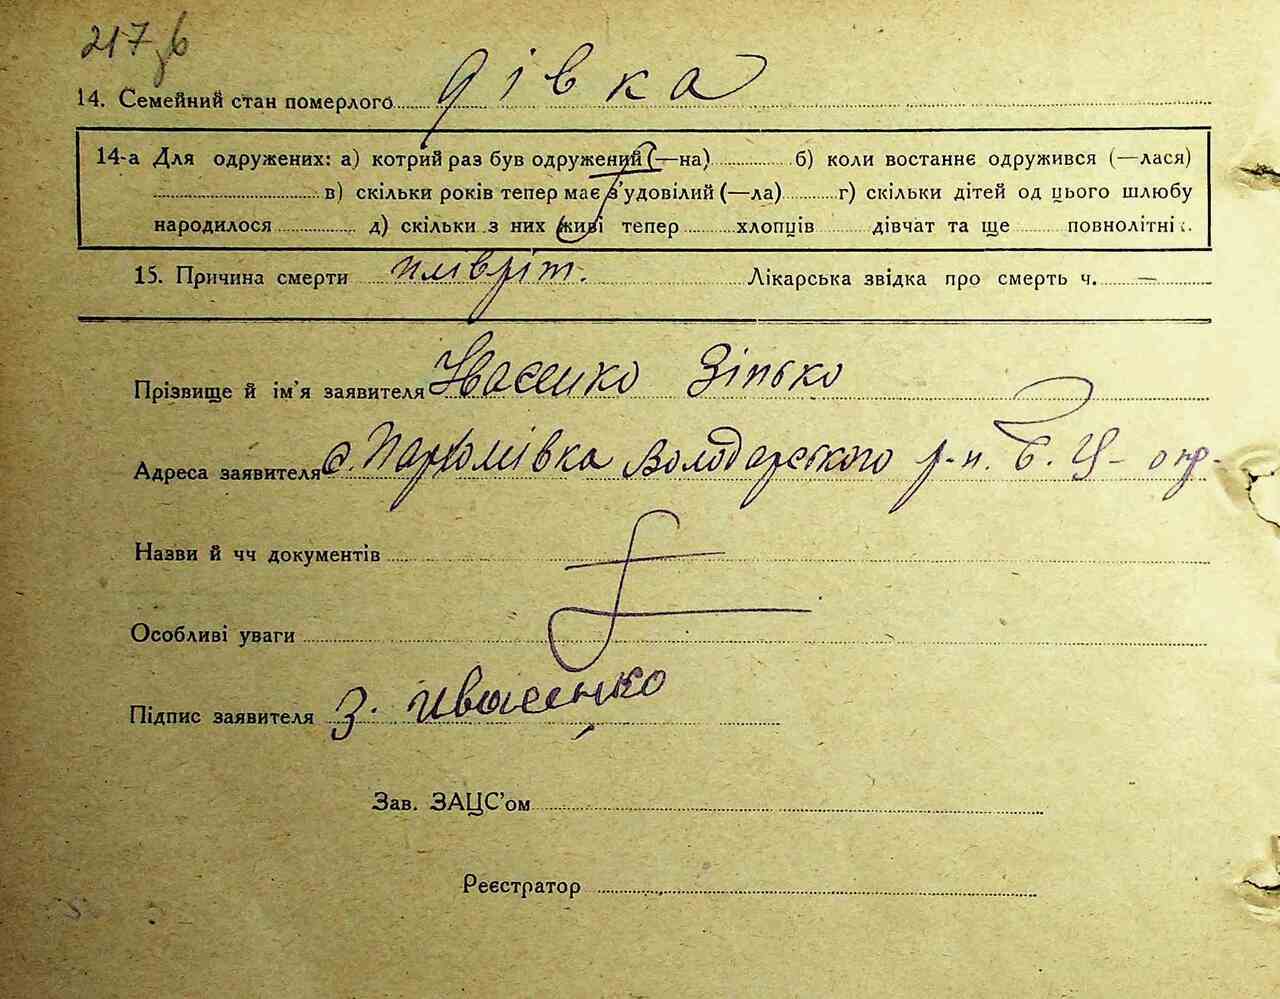 217 в
14. Семейний стан померлого дівка
14-а Для одружених: а) котрий раз був одружений (—на) б) коли востаннє одружився (—лася)
в) скільки років тепер має з'удовілий (—ла) г) скільки дітей од цього шлюбу
народилося д) скільки з них живі тепер хлопців дівчат та ще повнолітні:.
15. Причина смерти плєвріт. Лікарська звідка про смерть ч. —
Прізвище й ім'я заявителя Івасенко Зінько
Адреса заявителя с. Пархомівка Володарського р-н. Б. Ц- окр.
Назви й чч документів
Особливі уваги
Підпис заявителя З. Ивасенко
Зав. ЗАЦС'ом
Реєстратор